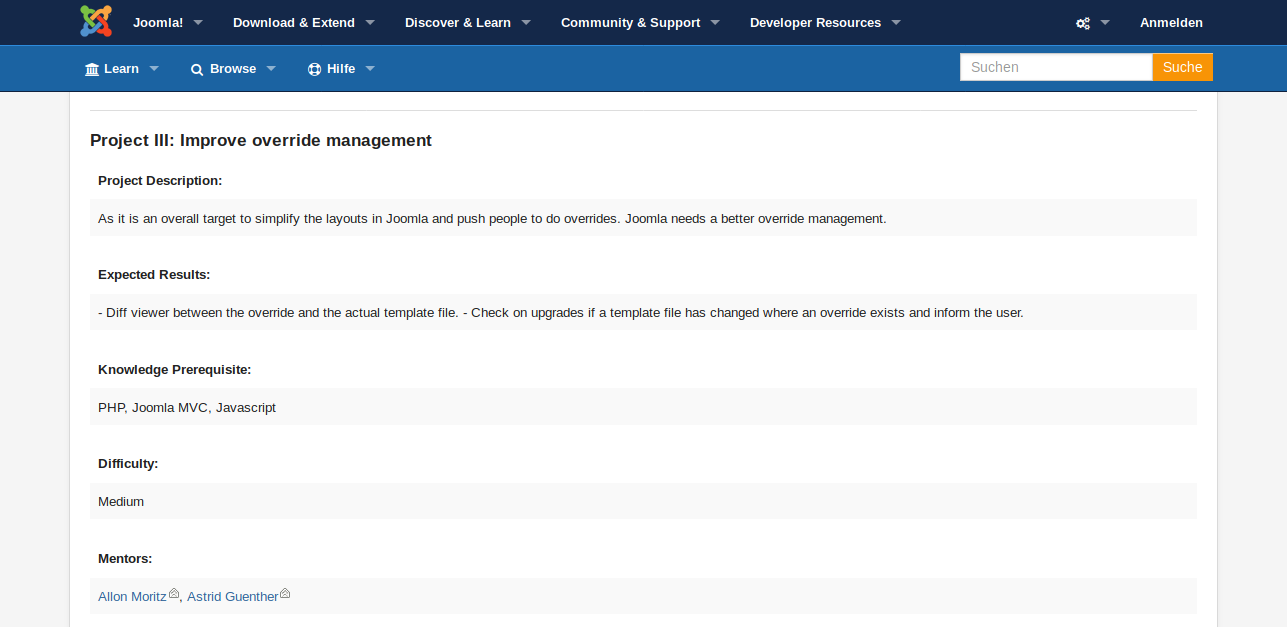 Joomla! Download & Extend Discover & Learn Community & Support Developer Resources Anmelden
Learn Browse Hilfe Suchen Suche
Project III: Improve override management
Project Description:
As it is an overall target to simplify the layouts in Joomla and push people to do overrides. Joomla needs a better override management.
Expected Results:
- Diff viewer between the override and the actual template file. - Check on upgrades if a template file has changed where an override exists and inform the user.
Knowledge Prerequisite:
PHP, Joomla MVC, Javascript
Difficulty:
Medium
Mentors:
Allon Moritz, Astrid Guenther